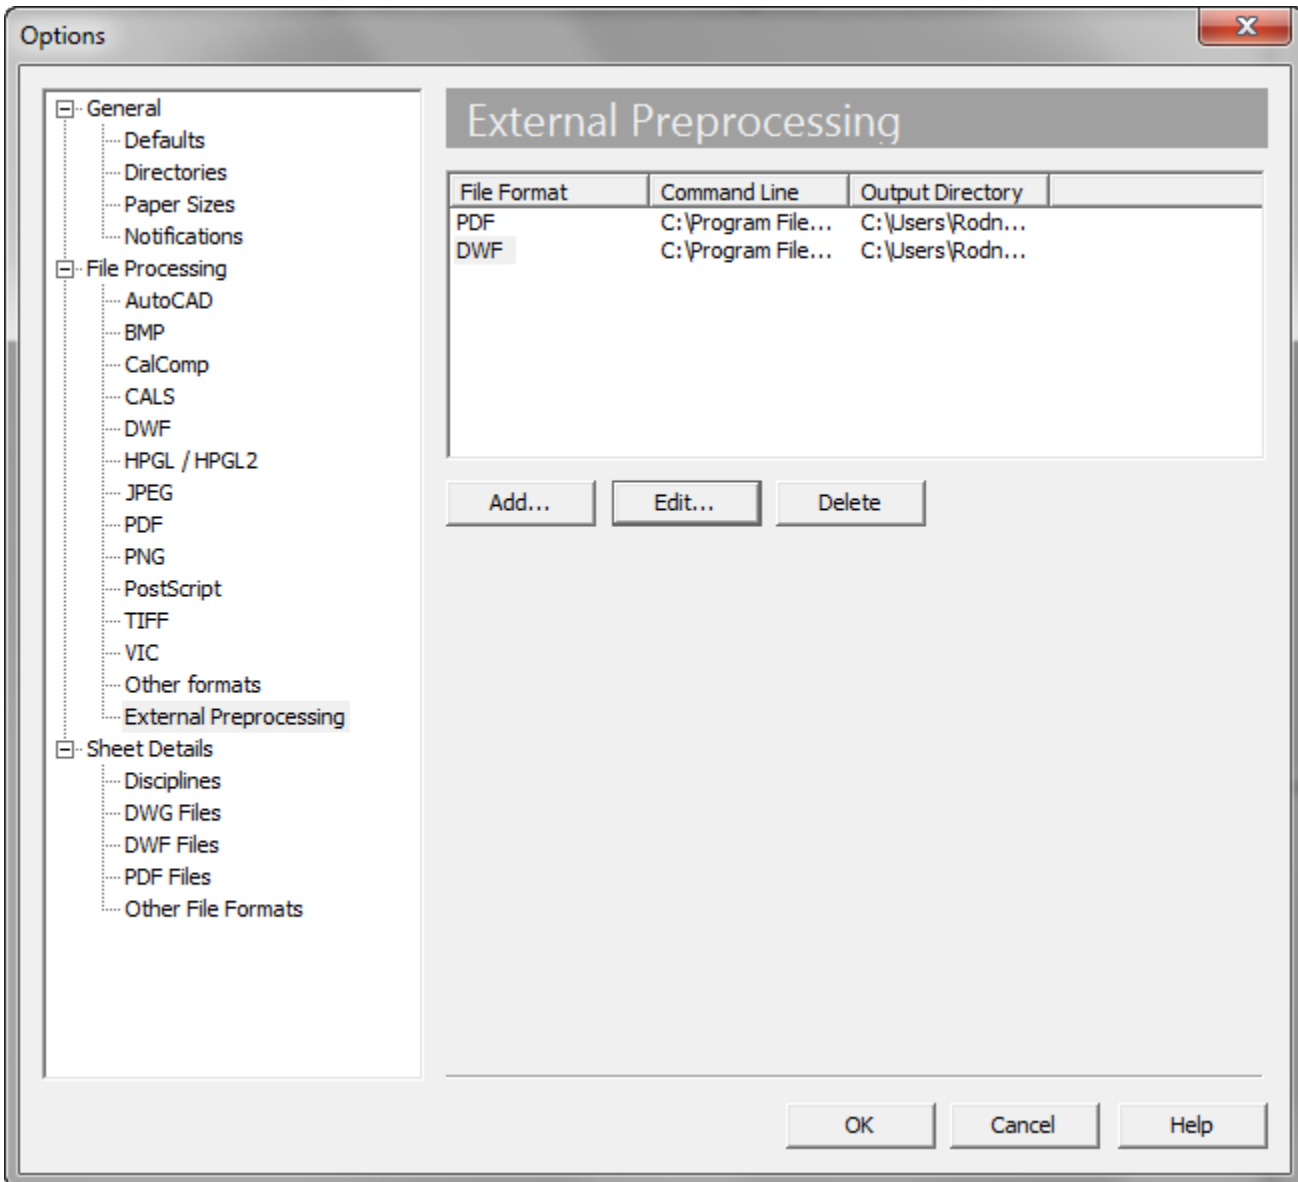 Options
General
Defaults
Directories
Paper Sizes
Notifications
File Processing
AutoCAD
BMP
CalComp
CALS
DWF
HPGL / HPGL2
JPEG
PDF
PNG
PostScript
TIFF
VIC
Other formats
External Preprocessing
Sheet Details
Disciplines
DWG Files
DWF Files
PDF Files
Other File Formats
External Preprocessing
File Format Command Line Output Directory
PDF C:\Program File... C:\Users\Rodn...
DWF C:\Program File... C:\Users\Rodn...
Add... Edit... Delete
OK Cancel Help